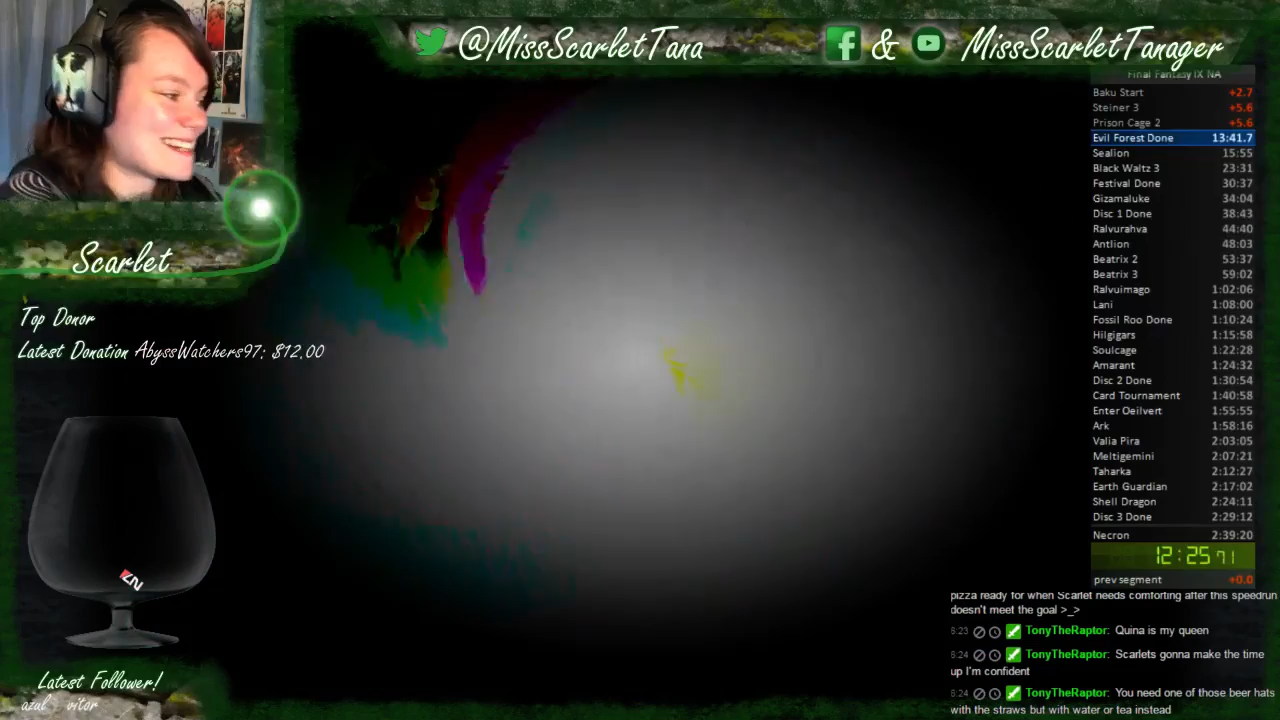 @MissScarletTana
& MissScarletTanager
Final Fantasy IX NA
Baku Start +2.7
Steiner 3 +5.6
Prison Cage 2 +5.6
Evil Forest Done 13:41.7
Sealion 15:55
Black Waltz 3 23:31
Festival Done 30:37
Gizamaluke 34:04
Disc 1 Done 38:43
Ralvurahva 44:40
Antlion 48:03
Beatrix 2 53:37
Beatrix 3 59:02
Ralvuimago 1:02:06
Lani 1:08:00
Fossil Roo Done 1:10:24
Hilgigars 1:15:58
Soulcage 1:22:28
Amarant 1:24:32
Disc 2 Done 1:30:54
Card Tournament 1:40:58
Enter Oeilvert 1:55:55
Ark 1:58:16
Valia Pira 2:03:05
Meltigemini 2:07:21
Taharka 2:12:27
Earth Guardian 2:17:02
Shell Dragon 2:24:11
Disc 3 Done 2:29:12
Necron 2:39:20
12:25 71
prev segment +0.0
Scarlet
Top Donor
Latest Donation AbyssWatchers97: $12.00
Latest Follower!
azul vitor
pizza ready for when Scarlet needs comforting after this speedrun
doesn't meet the goal >_>
6:23 TonyTheRaptor: Quina is my queen
6:24 TonyTheRaptor: Scarlets gonna make the time
up I'm confident
6:24 TonyTheRaptor: You need one of those beer hats
with the straws but with water or tea instead